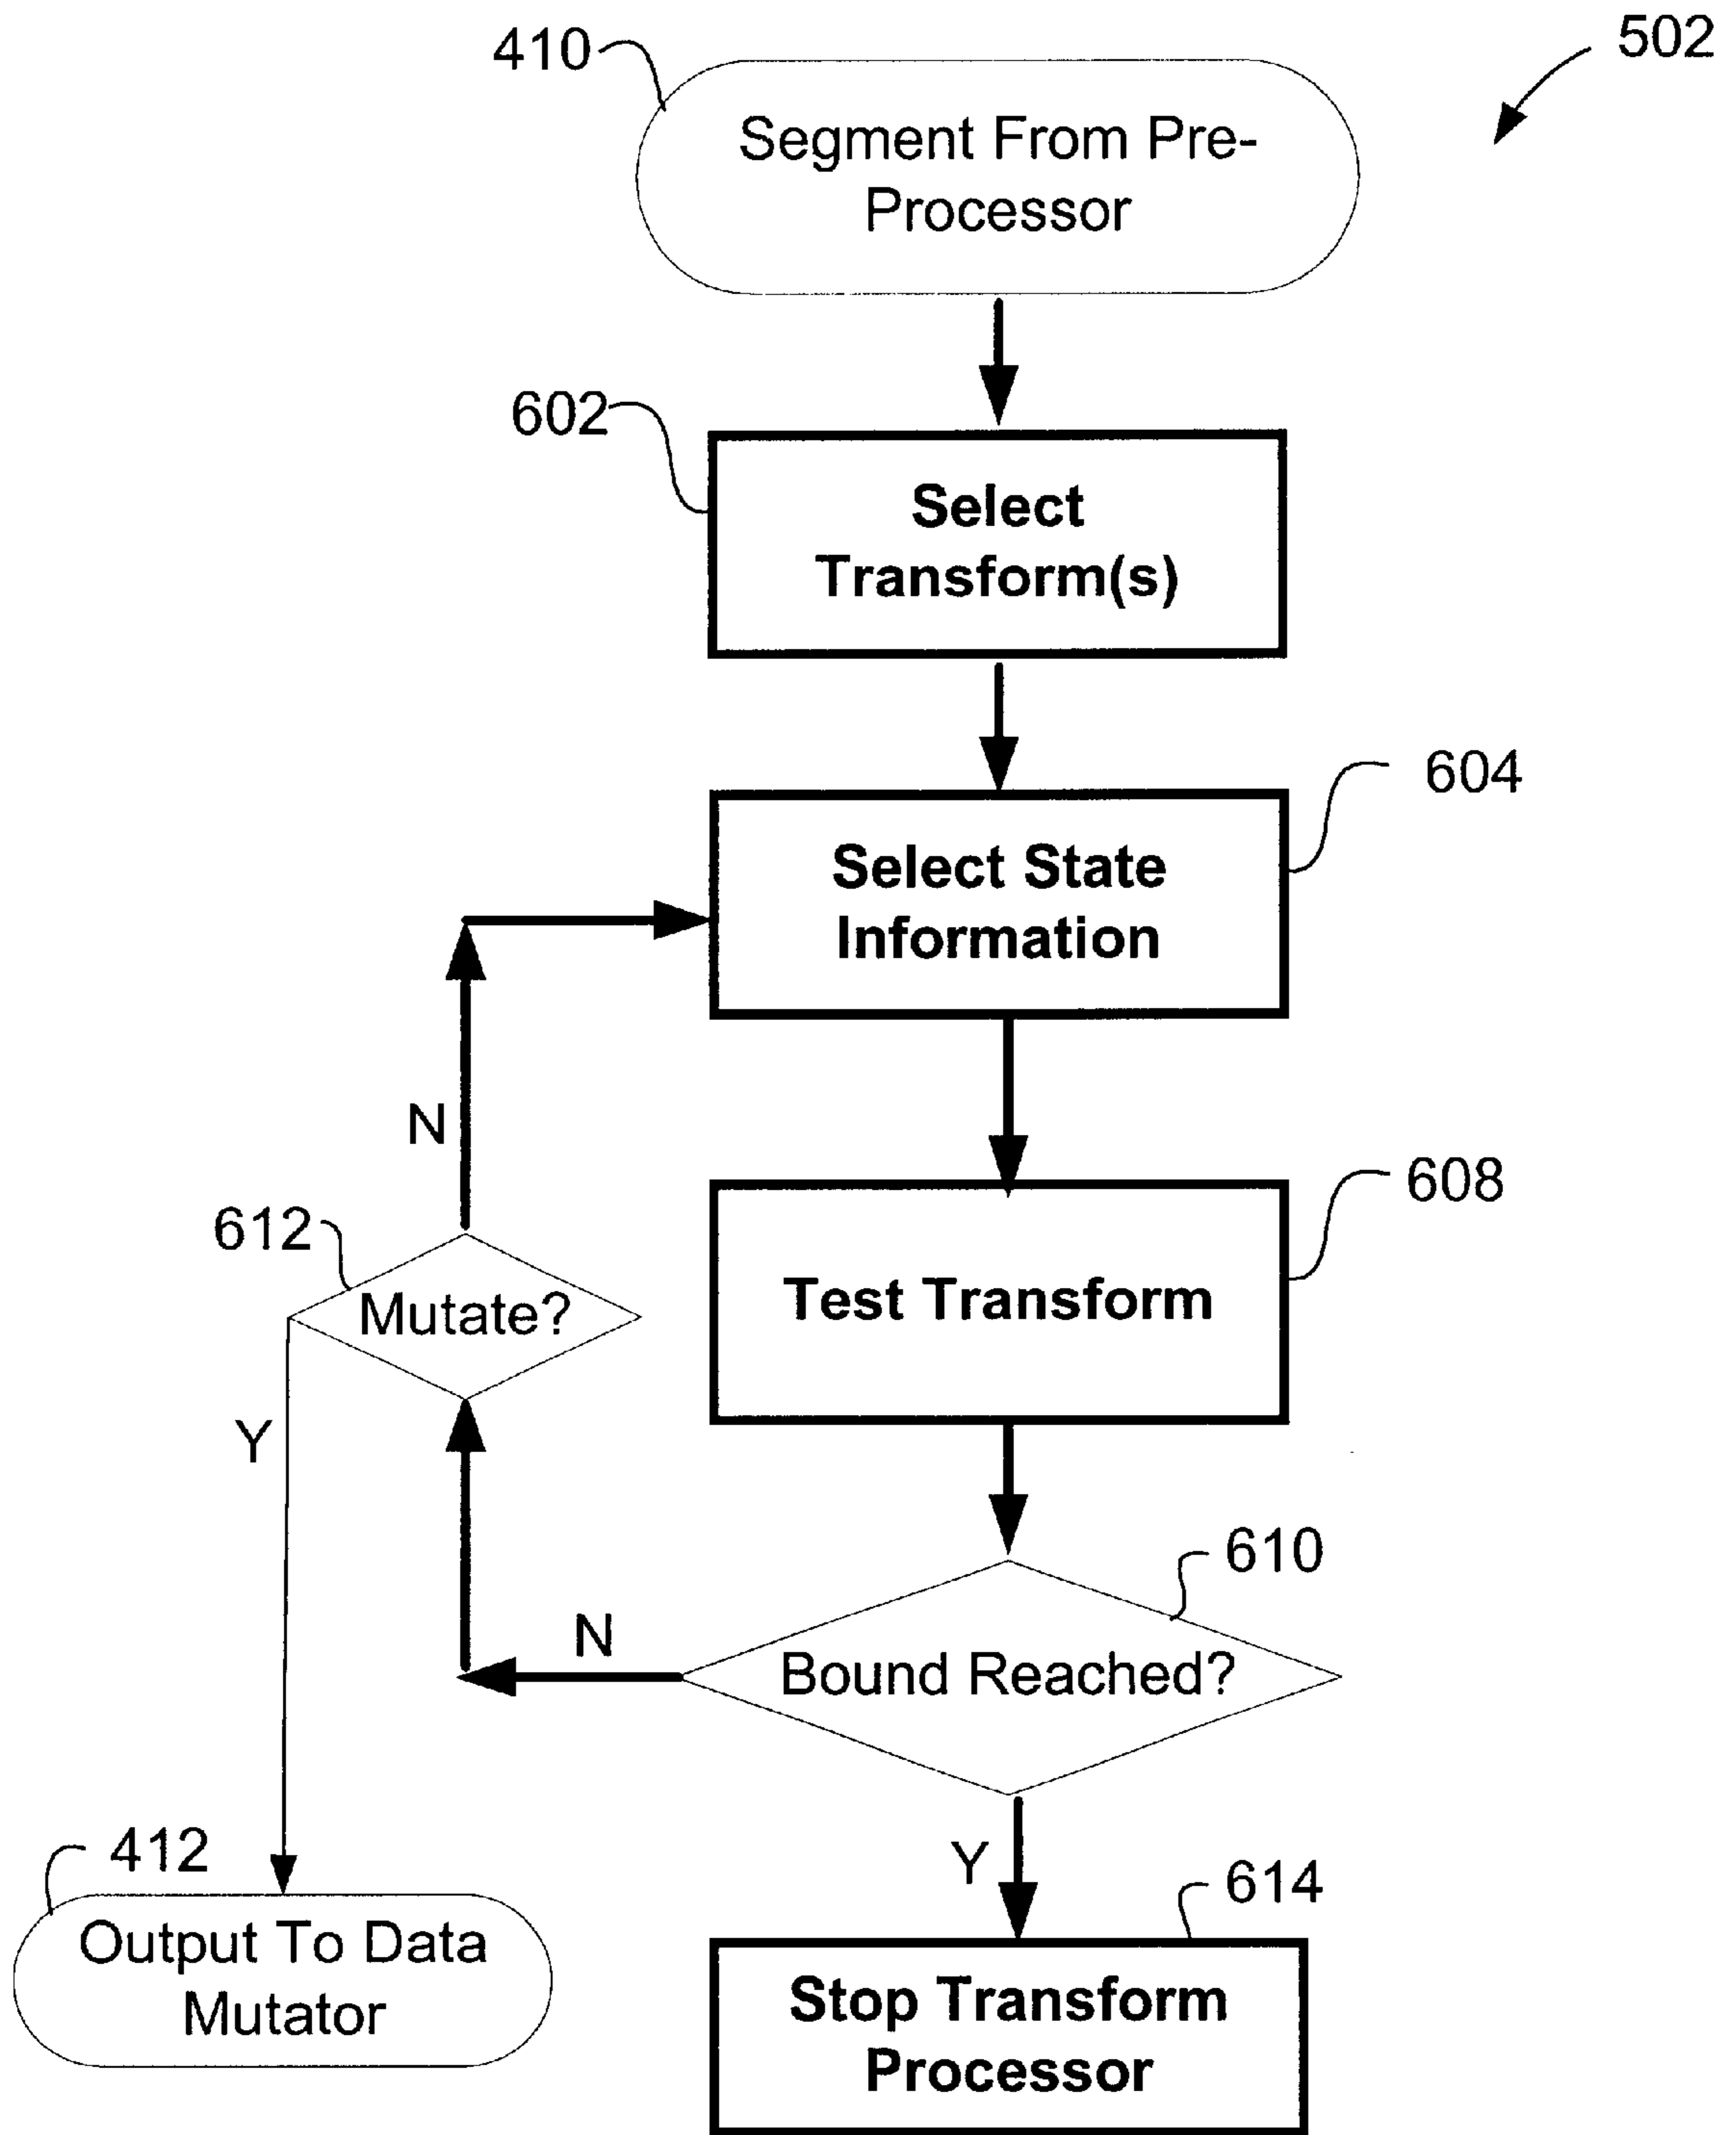 502
410
Segment From Pre-
Processor
602
Select
Transform(s)
604
Select State
Information
N
608
612
Mutate?
Test Transform
Y
610
N
Bound Reached?
412
Y
614
Output To Data
Mutator
Stop Transform
Processor